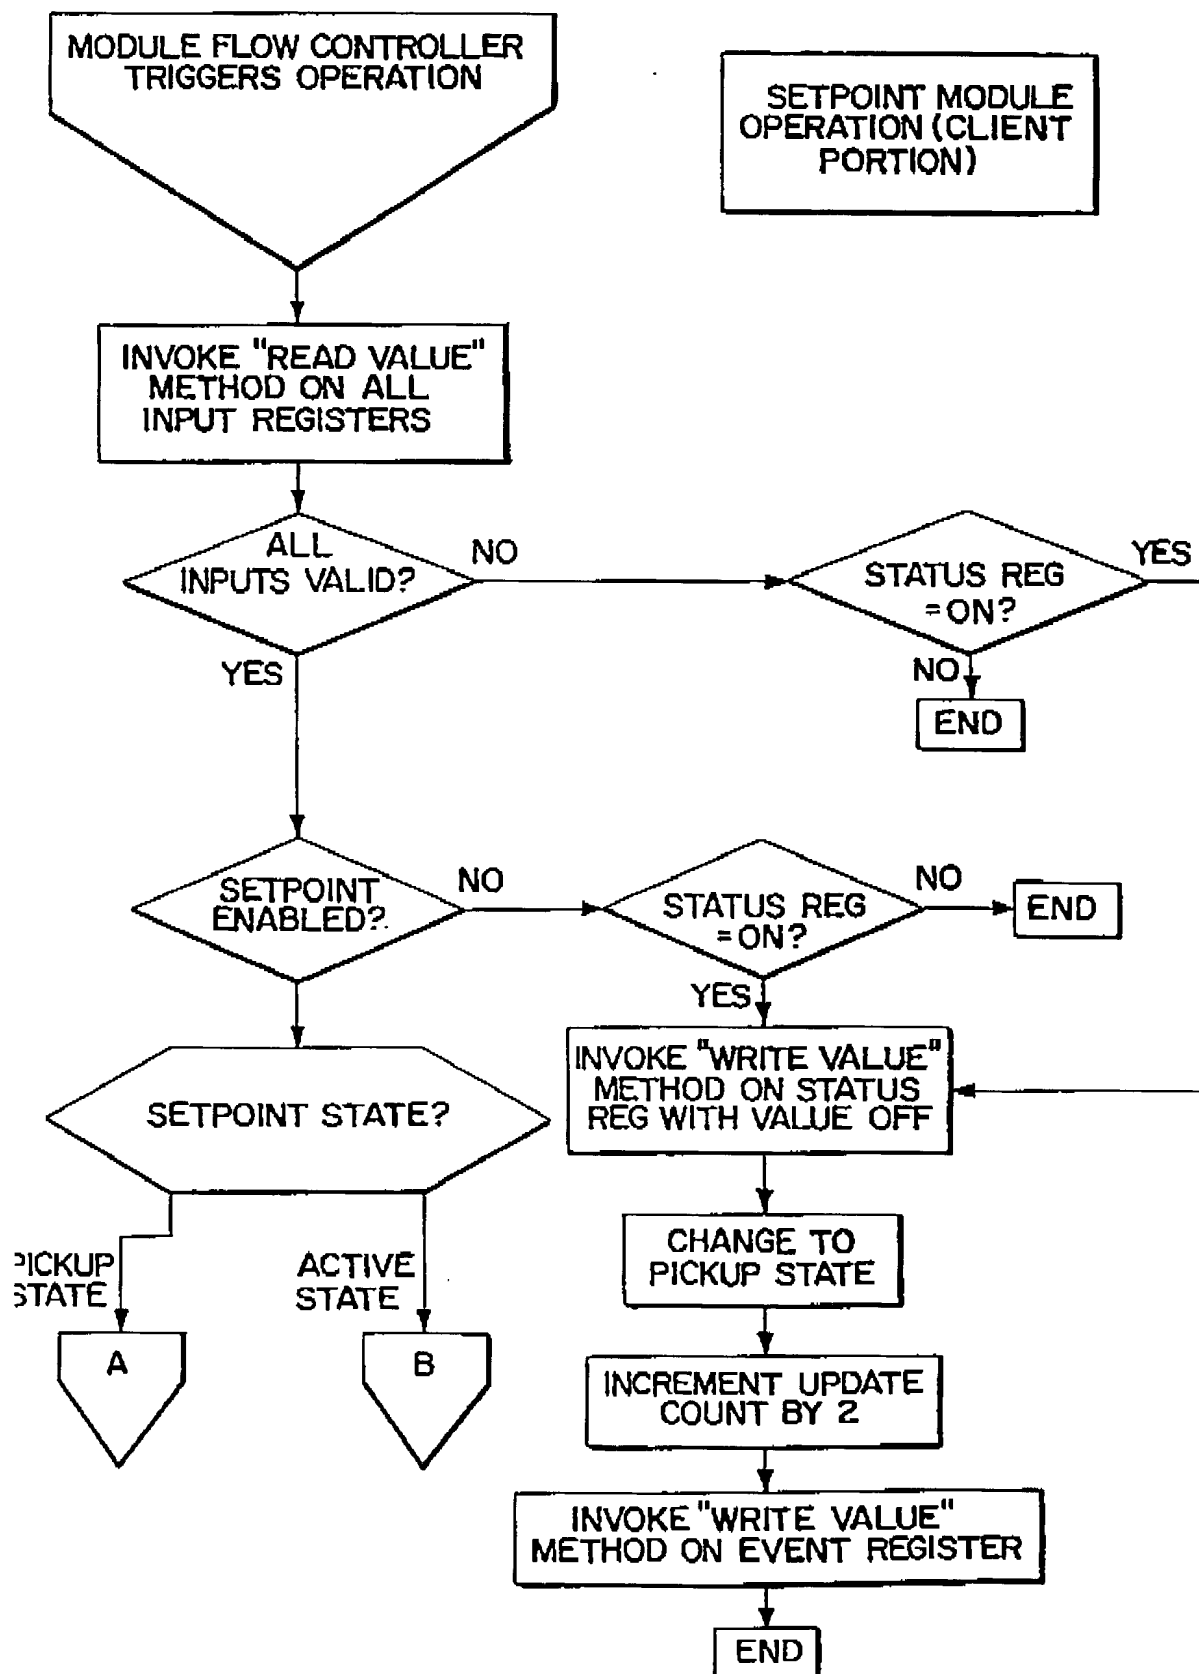 MODULE FLOW CONTROLLER
TRIGGERS OPERATION
SETPOINT MODULE
OPERATION (CLIENT
PORTION)
INVOKE "READ VALUE"
METHOD ON ALL
INPUT REGISTERS
ALL
INPUTS VALID?
NO
STATUS REG
=ON?
YES
YES
NO
END
SETPOINT
ENABLED?
NO
STATUS REG
=ON?
NO
END
YES
INVOKE "WRITE VALUE"
METHOD ON STATUS
REG WITH VALUE OFF
SETPOINT STATE?
CHANGE TO
PICKUP STATE
PICKUP
STATE
ACTIVE
STATE
A
B
INCREMENT UPDATE
COUNT BY 2
INVOKE "WRITE VALUE"
METHOD ON EVENT REGISTER
END